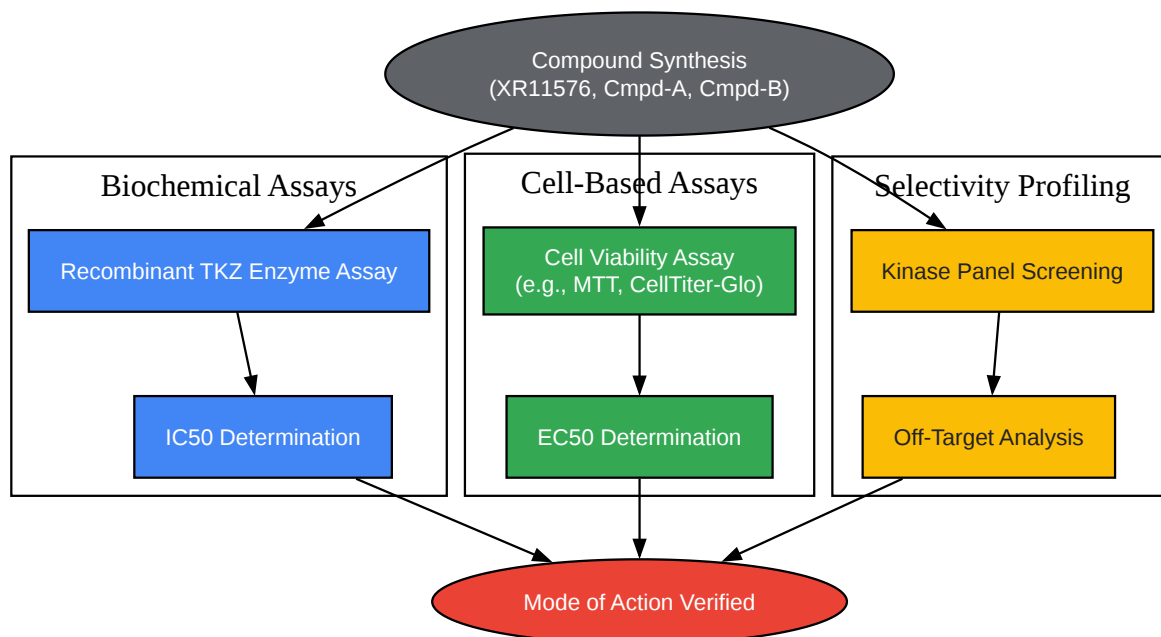 Compound Synthesis
(XR11576, Cmpd-A, Cmpd-B)
Biochemical Assays
Cell-Based Assays
Selectivity Profiling
Recombinant TKZ Enzyme Assay
Cell Viability Assay
(e.g., MTT, CellTiter-Glo)
Kinase Panel Screening
IC50 Determination
EC50 Determination
Off-Target Analysis
Mode of Action Verified